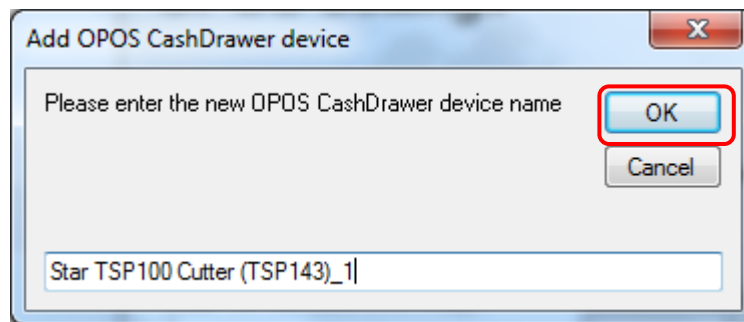 Add OPOS CashDrawer device
Please enter the new OPOS CashDrawer device name
OK
Cancel
Star TSP100 Cutter (TSP143)_1